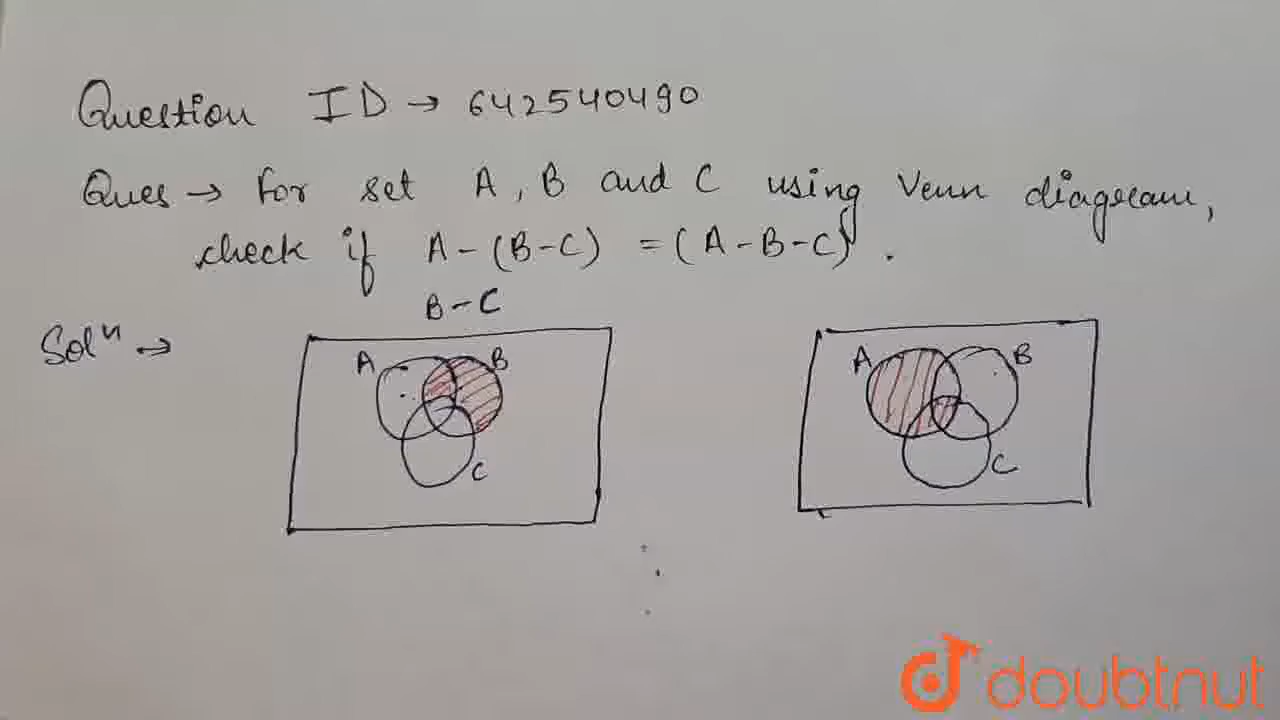 Question ID → 642540490
Ques → For set A, B and C using Venn diagram,
check if A - (B - C) = (A - B - C) .
B - C
Solⁿ →
A B
C
A B
C
doubtnut